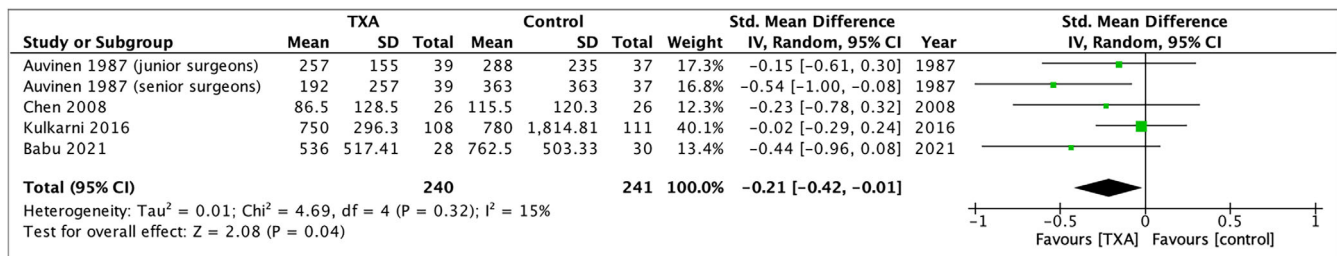 TXA Control Std. Mean Difference Std. Mean Difference
Study or Subgroup Mean SD Total Mean SD Total Weight IV, Random, 95% CI Year IV, Random, 95% CI
Auvinen 1987 (junior surgeons) 257 155 39 288 235 37 17.3% −0.15 [−0.61, 0.30] 1987
Auvinen 1987 (senior surgeons) 192 257 39 363 363 37 16.8% −0.54 [−1.00, −0.08] 1987
Chen 2008 86.5 128.5 26 115.5 120.3 26 12.3% −0.23 [−0.78, 0.32] 2008
Kulkarni 2016 750 296.3 108 780 1,814.81 111 40.1% −0.02 [−0.29, 0.24] 2016
Babu 2021 536 517.41 28 762.5 503.33 30 13.4% −0.44 [−0.96, 0.08] 2021
Total (95% CI) 240 241 100.0% −0.21 [−0.42, −0.01]
Heterogeneity: Tau² = 0.01; Chi² = 4.69, df = 4 (P = 0.32); I² = 15%
Test for overall effect: Z = 2.08 (P = 0.04)
−1 −0.5 0 0.5 1
Favours [TXA] Favours [control]